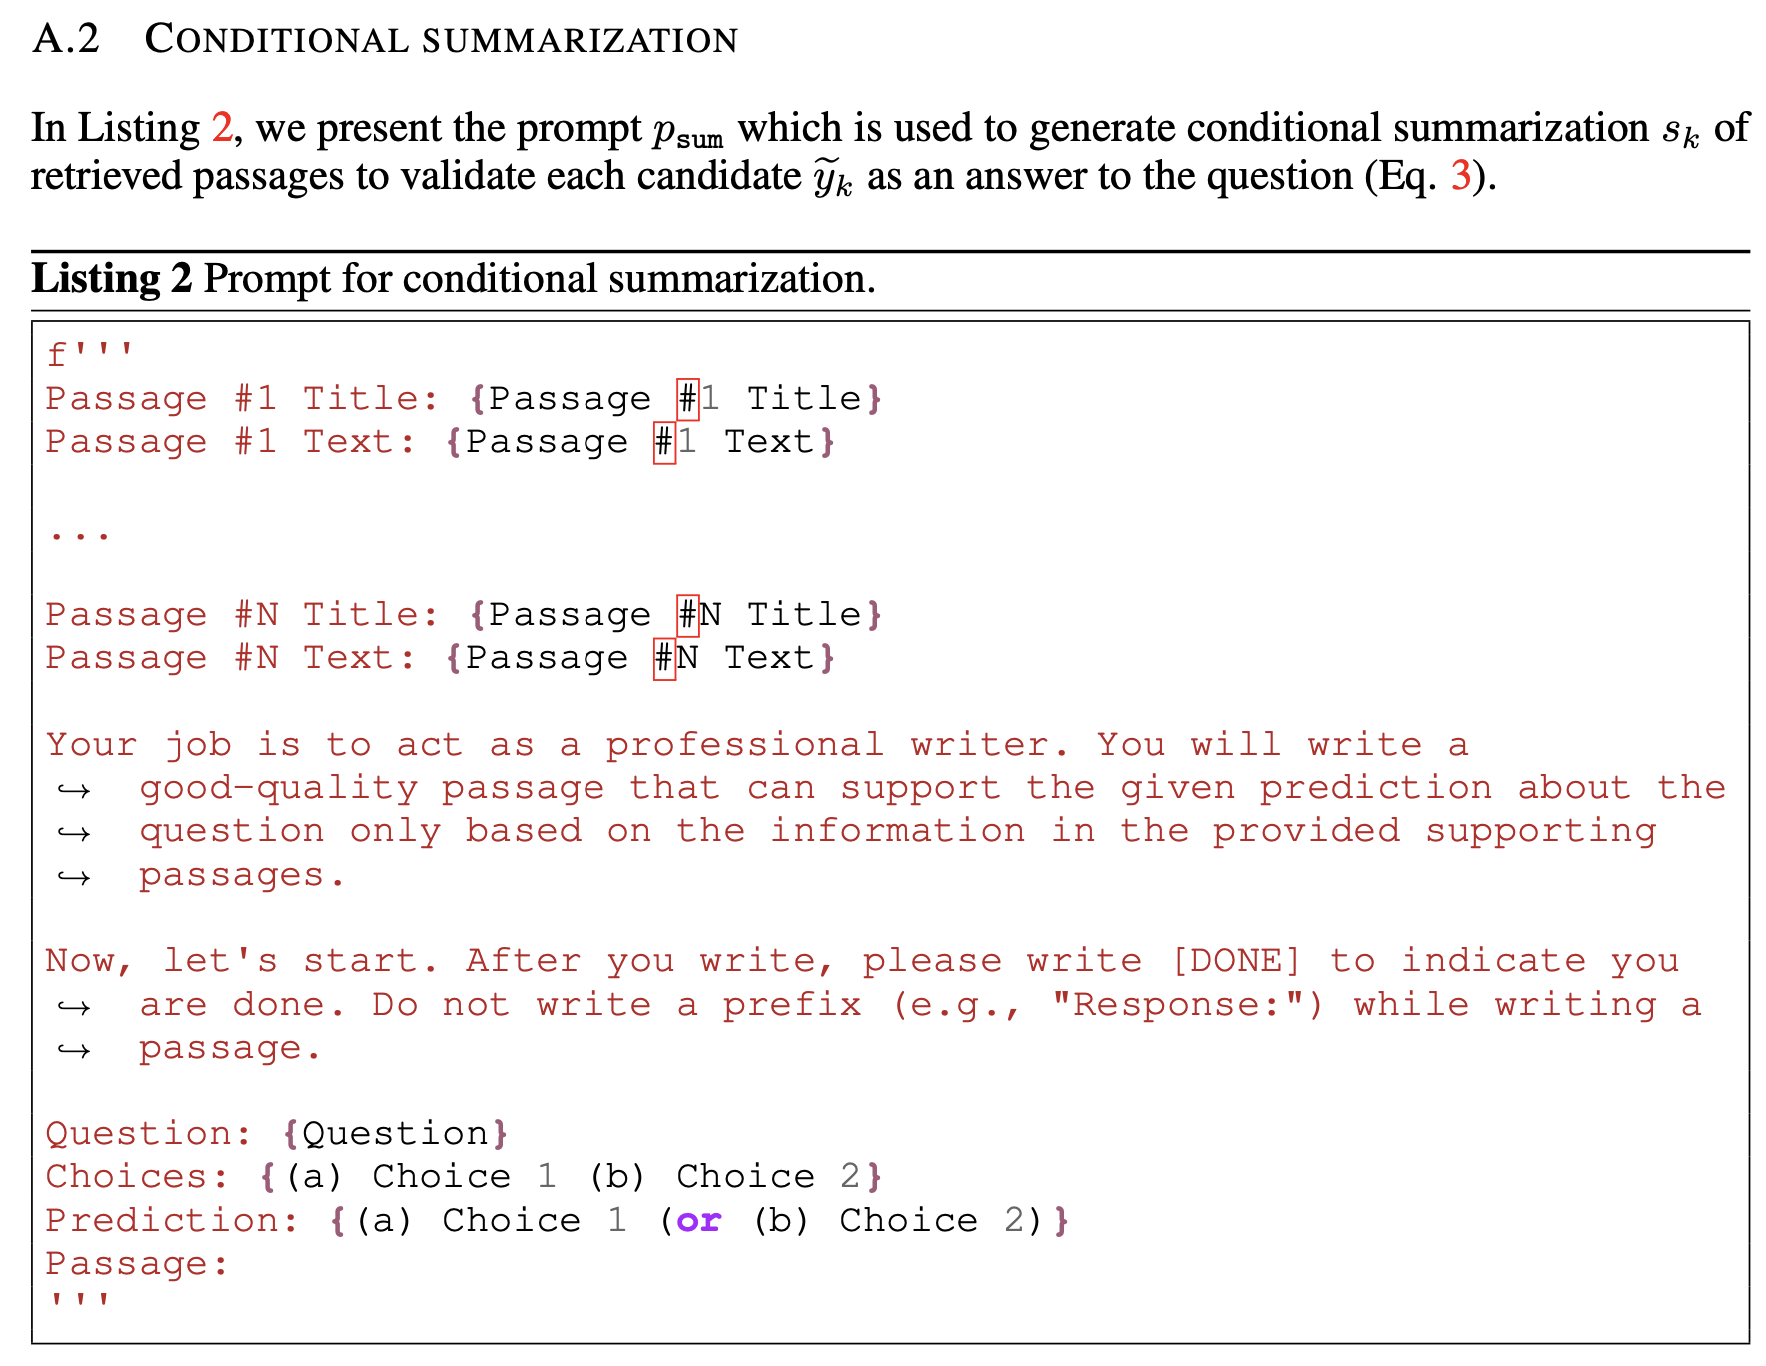 A.2 CONDITIONAL SUMMARIZATION
In Listing 2, we present the prompt p_sum which is used to generate conditional summarization s_k of
retrieved passages to validate each candidate ỹ_k as an answer to the question (Eq. 3).
Listing 2 Prompt for conditional summarization.
f'''
Passage #1 Title: {Passage #1 Title}
Passage #1 Text: {Passage #1 Text}
...
Passage #N Title: {Passage #N Title}
Passage #N Text: {Passage #N Text}
Your job is to act as a professional writer. You will write a
↪ good-quality passage that can support the given prediction about the
↪ question only based on the information in the provided supporting
↪ passages.
Now, let's start. After you write, please write [DONE] to indicate you
↪ are done. Do not write a prefix (e.g., "Response:") while writing a
↪ passage.
Question: {Question}
Choices: {(a) Choice 1 (b) Choice 2}
Prediction: {(a) Choice 1 (or (b) Choice 2)}
Passage:
'''